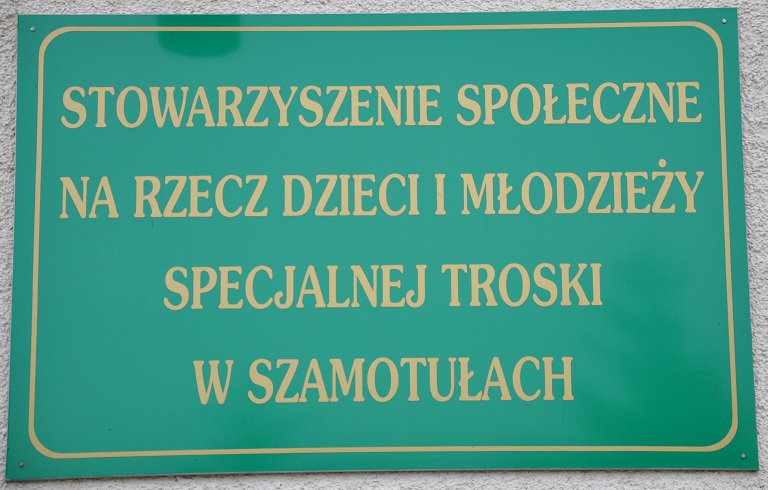 STOWARZYSZENIE SPOŁECZNE
NA RZECZ DZIECI I MŁODZIEŻY
SPECJALNEJ TROSKI
W SZAMOTUŁACH